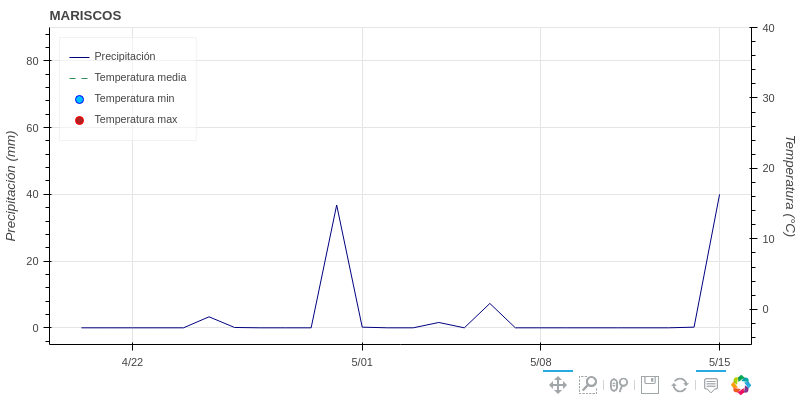 MARISCOS
Precipitación
Temperatura media
Temperatura min
Temperatura max
Precipitación (mm)
80
60
40
20
0
40
30
20
10
0
Temperatura (°C)
4/22
5/01
5/08
5/15